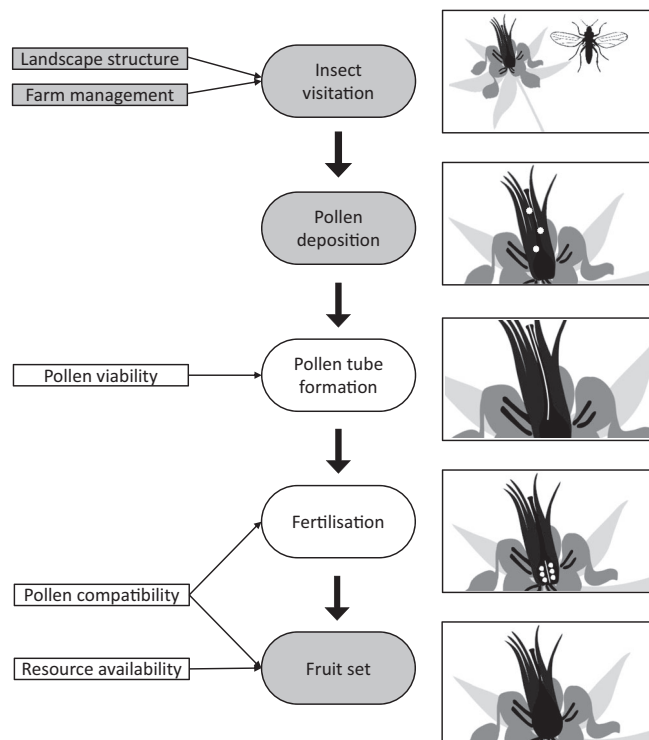 Landscape structure
Farm management
Insect
visitation
Pollen
deposition
Pollen viability
Pollen tube
formation
Fertilisation
Pollen compatibility
Resource availability
Fruit set